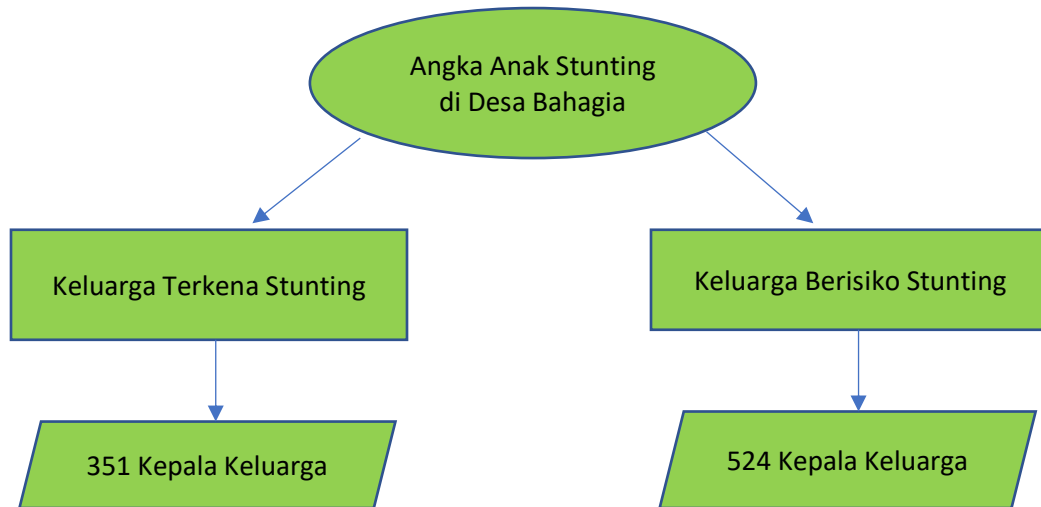 Angka Anak Stunting
di Desa Bahagia
Keluarga Terkena Stunting
Keluarga Berisiko Stunting
351 Kepala Keluarga
524 Kepala Keluarga